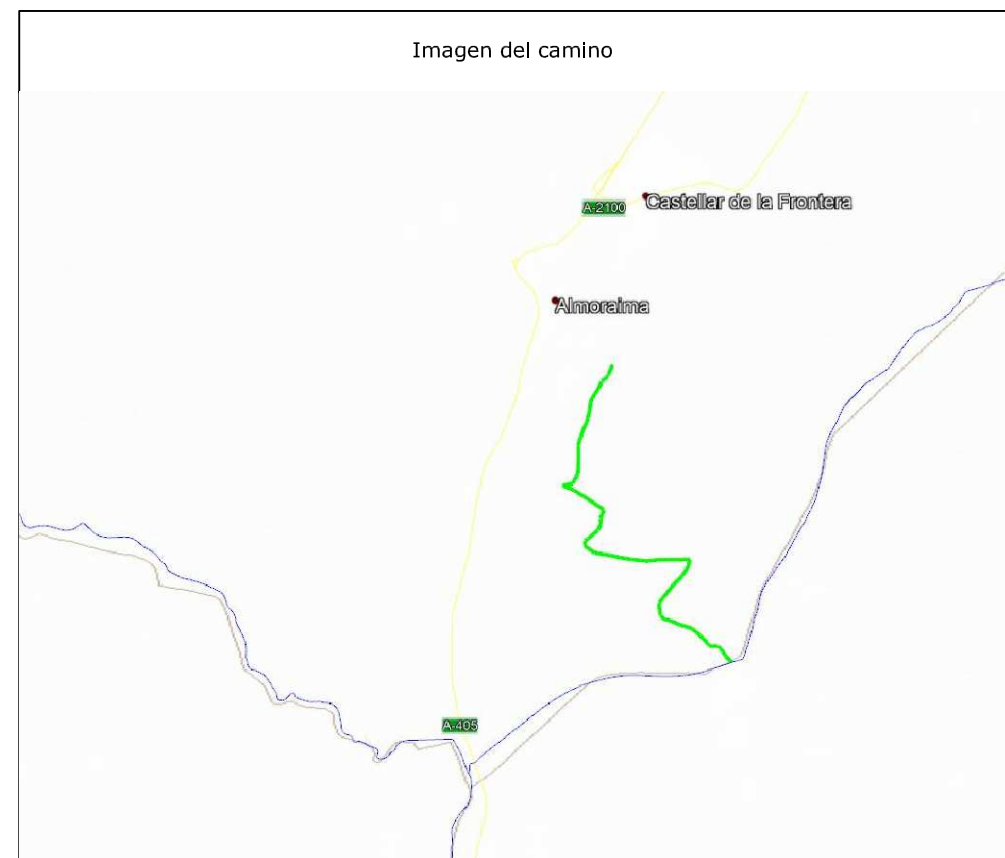 Imagen del camino
A-2100
Castellar de la Frontera
Almoraima
A-405